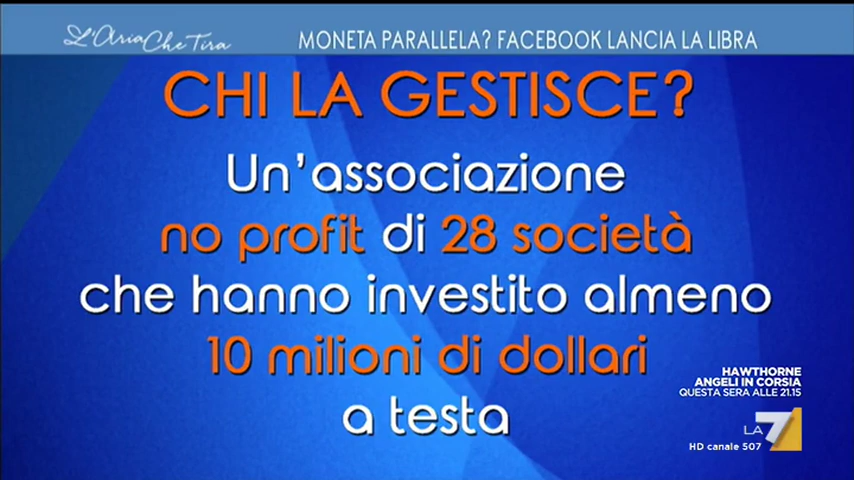 L'Aria Che Tira
MONETA PARALLELA? FACEBOOK LANCIA LA LIBRA
CHI LA GESTISCE?
Un'associazione
no profit di 28 società
che hanno investito almeno
10 milioni di dollari
a testa
HAWTHORNE
ANGELI IN CORSIA
QUESTA SERA ALLE 21.15
LA 7
HD canale 507